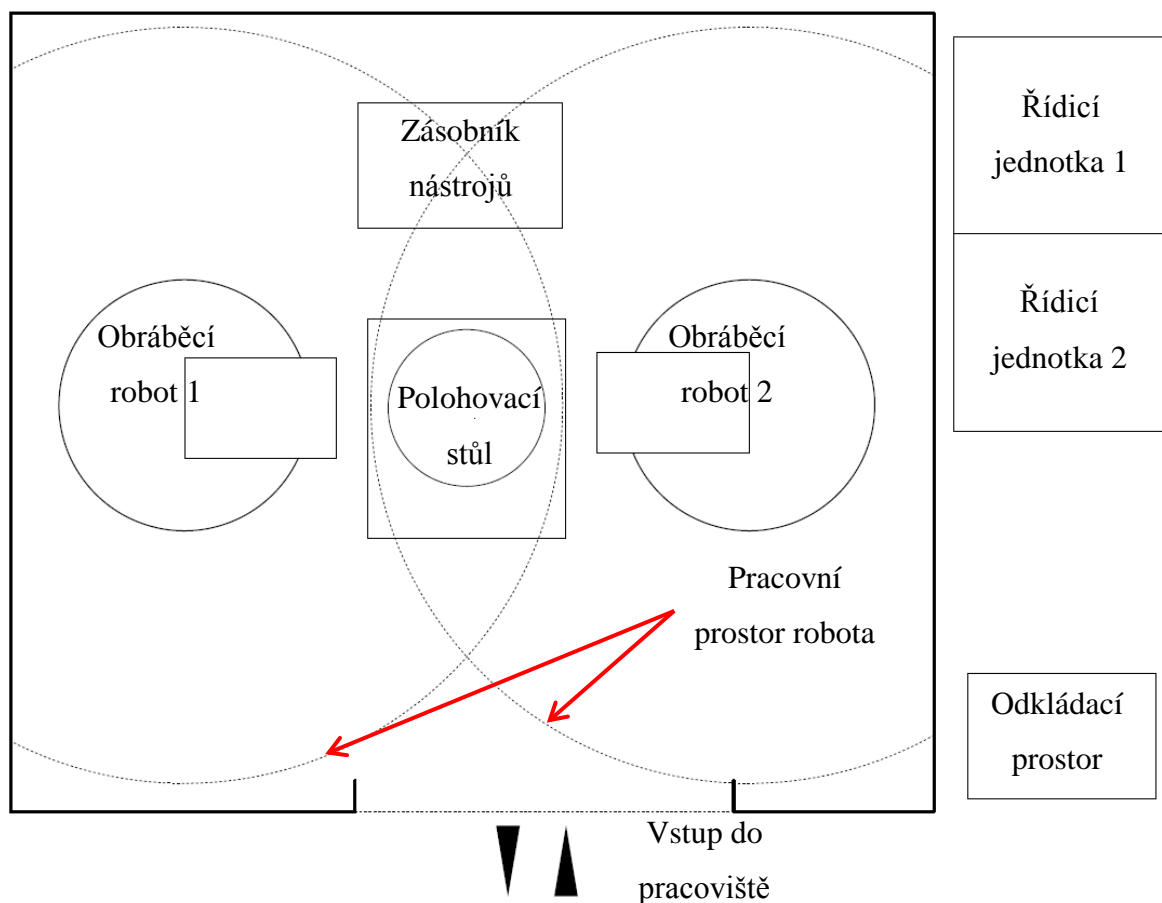 Zásobník
nástrojů
Řídicí
jednotka 1
Řídicí
jednotka 2
Obráběcí
robot 1
Polohovací
stůl
Obráběcí
robot 2
Pracovní
prostor robota
Odkládací
prostor
Vstup do
pracoviště